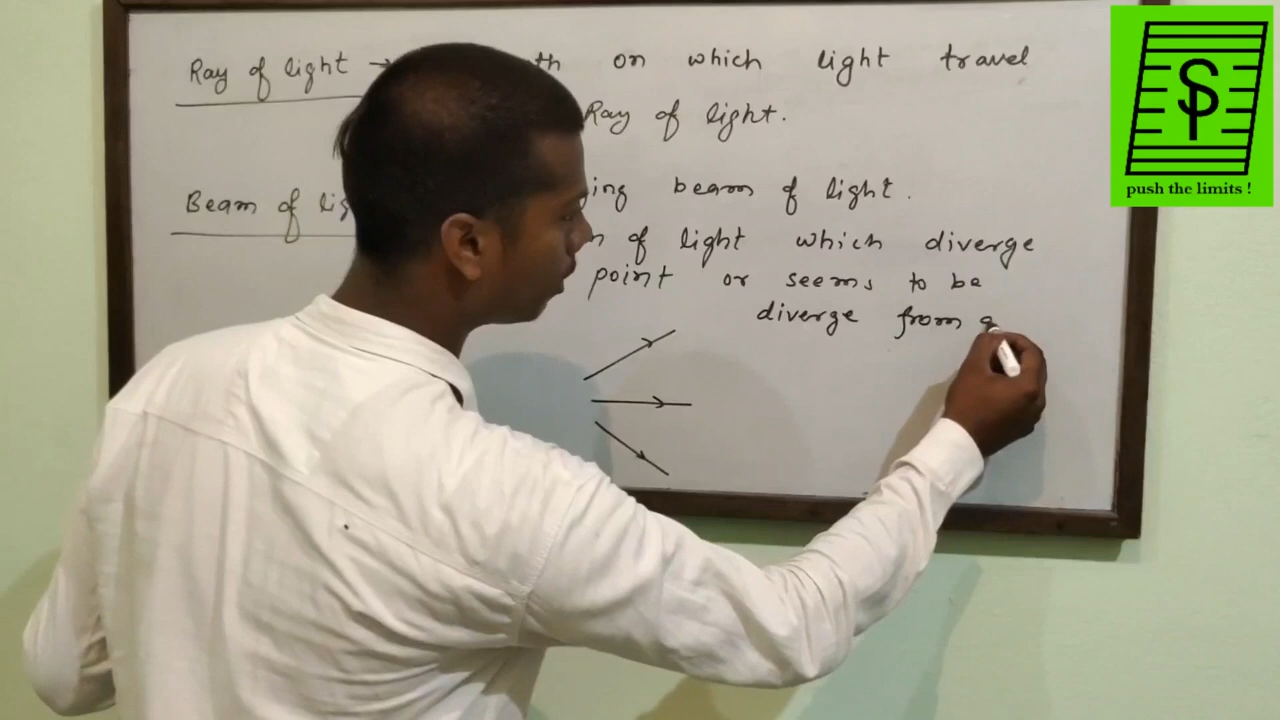 Ray of light → th on which light travel
Ray of light.
Beam of lig ing beam of light.
n of light which diverge
point or seems to be
diverge from a
push the limits !